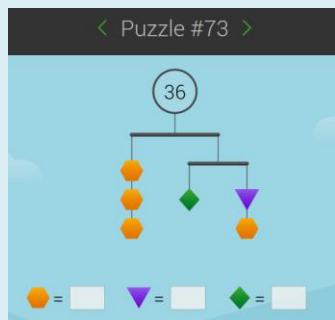 < Puzzle #73 >
36
= = =